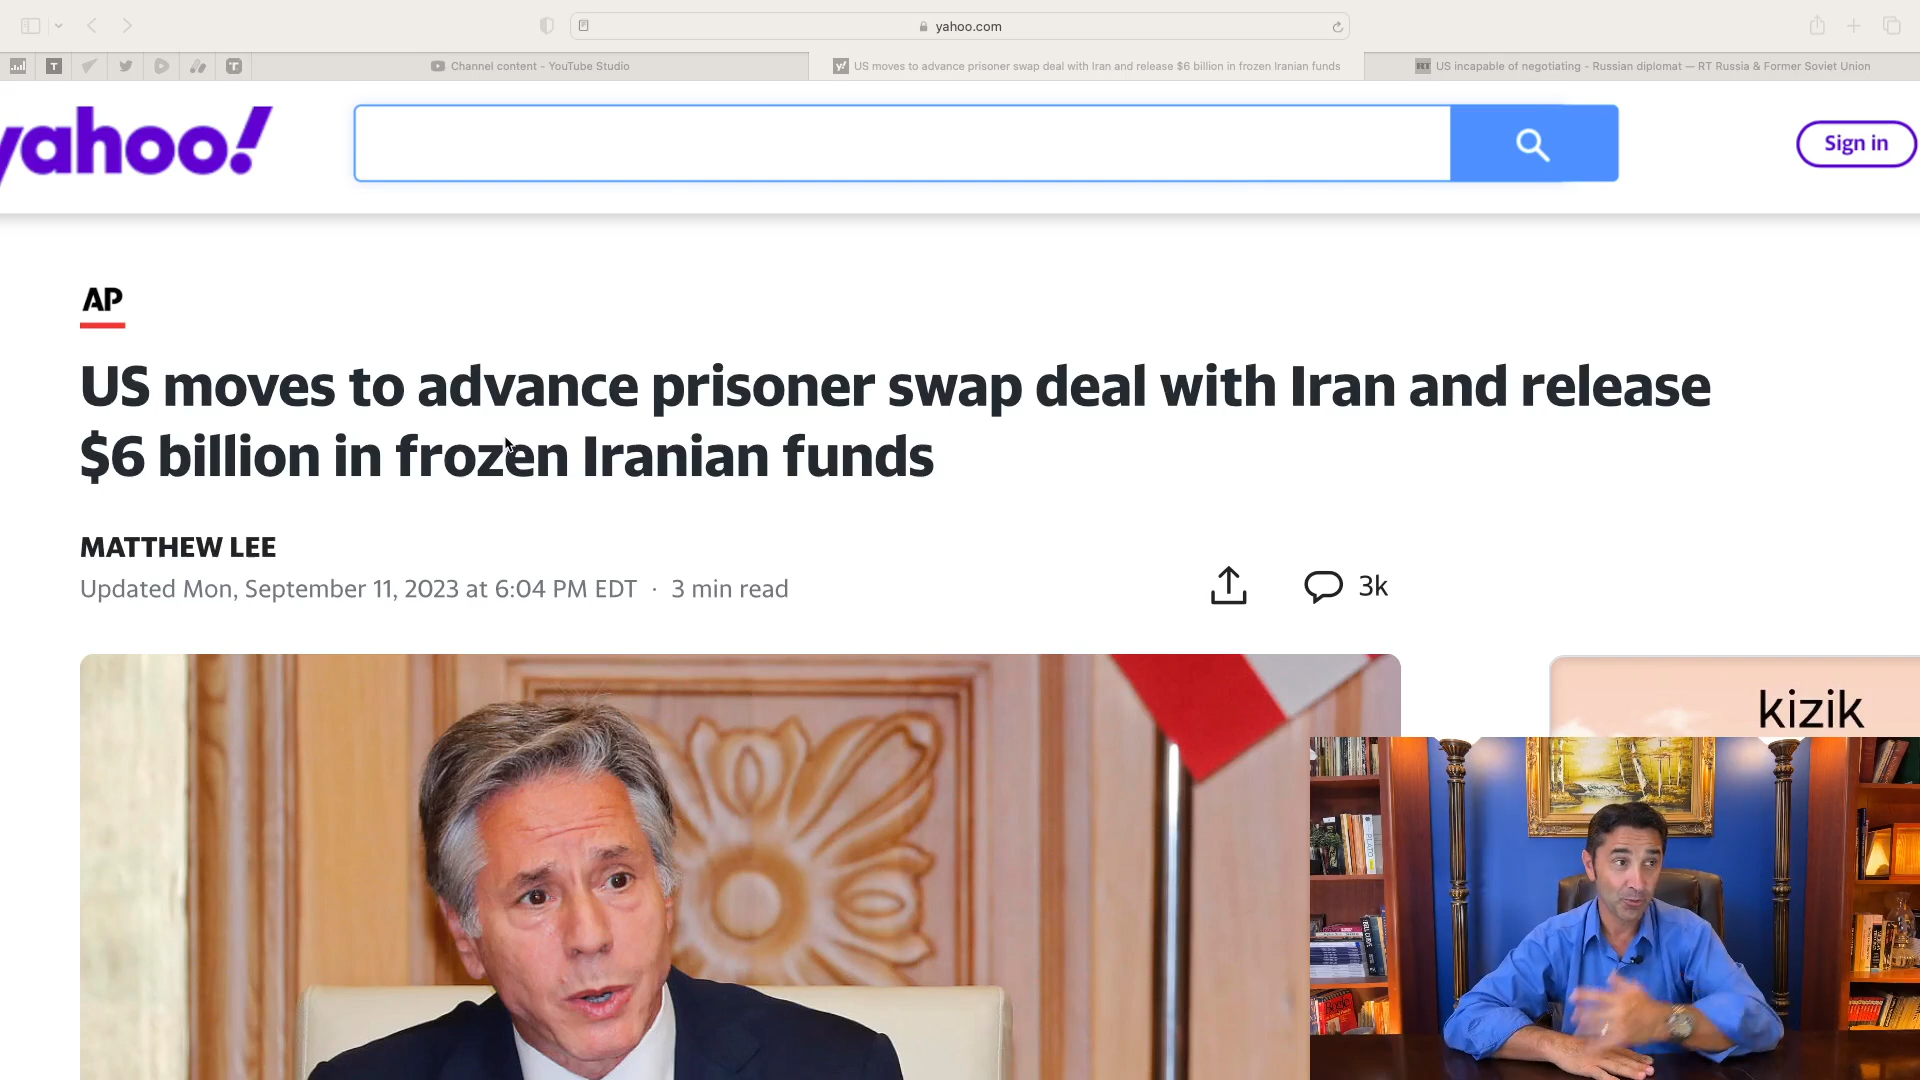 yahoo.com
Channel content - YouTube Studio
US moves to advance prisoner swap deal with Iran and release $6 billion in frozen Iranian funds
US incapable of negotiating - Russian diplomat — RT Russia & Former Soviet Union
yahoo!
Sign in
AP
US moves to advance prisoner swap deal with Iran and release
$6 billion in frozen Iranian funds
MATTHEW LEE
Updated Mon, September 11, 2023 at 6:04 PM EDT · 3 min read
3k
kizik